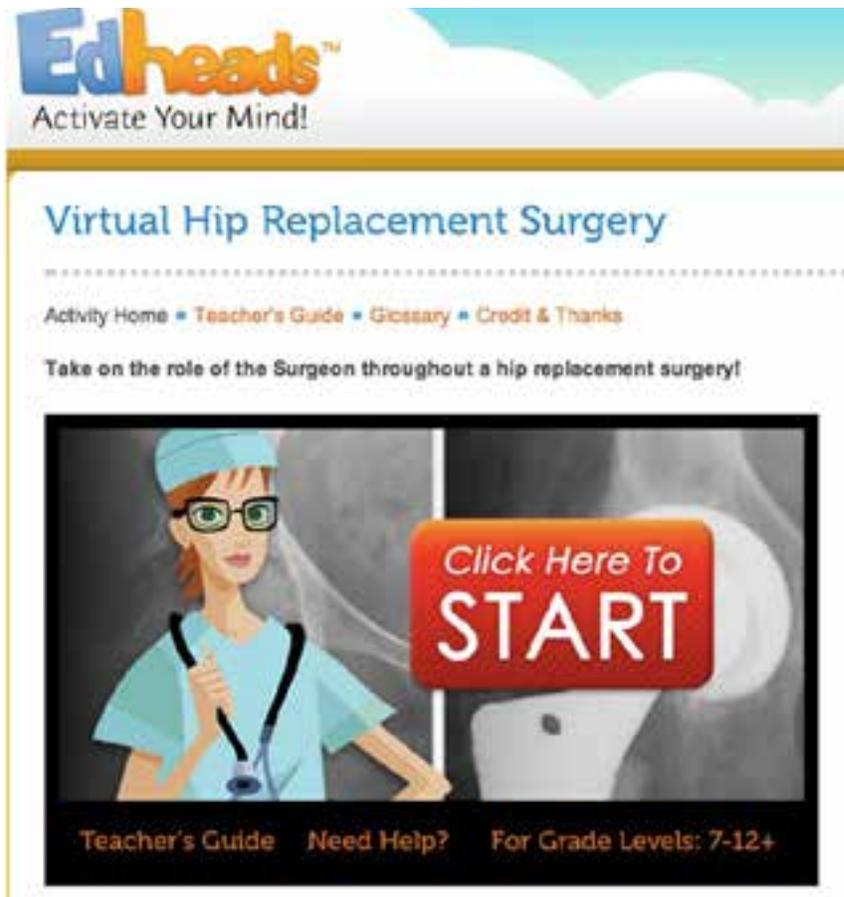 Edheads™
Activate Your Mind!
Virtual Hip Replacement Surgery
Activity Home • Teacher's Guide • Glossary • Credit & Thanks
Take on the role of the Surgeon throughout a hip replacement surgery!
Click Here To
START
Teacher's Guide Need Help? For Grade Levels: 7-12+